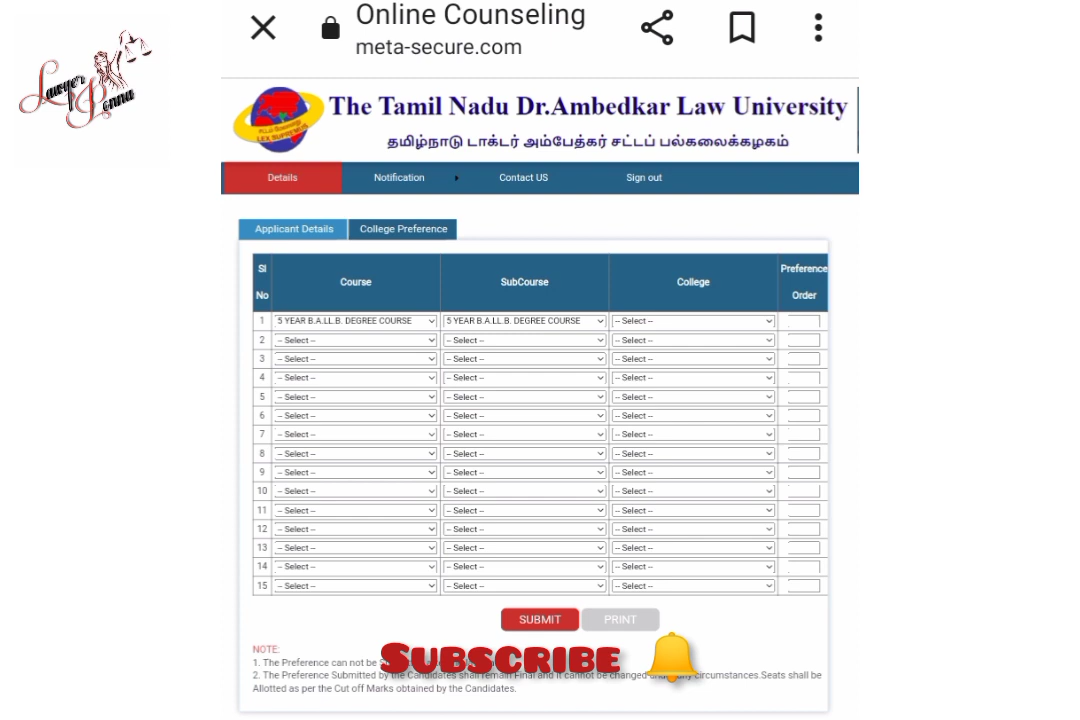 Lawyer Penna
Online Counseling
meta-secure.com
The Tamil Nadu Dr.Ambedkar Law University
தமிழ்நாடு டாக்டர் அம்பேத்கர் சட்டப் பல்கலைக்கழகம்
LEX SUPREMUS
Details Notification Contact US Sign out
Applicant Details College Preference
Sl No Course SubCourse College Preference Order
1 5 YEAR B.A.LL.B. DEGREE COURSE 5 YEAR B.A.LL.B. DEGREE COURSE -- Select --
2 -- Select -- -- Select -- -- Select --
3 -- Select -- -- Select -- -- Select --
4 -- Select -- -- Select -- -- Select --
5 -- Select -- -- Select -- -- Select --
6 -- Select -- -- Select -- -- Select --
7 -- Select -- -- Select -- -- Select --
8 -- Select -- -- Select -- -- Select --
9 -- Select -- -- Select -- -- Select --
10 -- Select -- -- Select -- -- Select --
11 -- Select -- -- Select -- -- Select --
12 -- Select -- -- Select -- -- Select --
13 -- Select -- -- Select -- -- Select --
14 -- Select -- -- Select -- -- Select --
15 -- Select -- -- Select -- -- Select --
SUBMIT PRINT
NOTE:
1. The Preference can not be
SUBSCRIBE
2. The Preference Submitted by the Candidates shall remain Final and it cannot be changed under any circumstances.Seats shall be
Allotted as per the Cut off Marks obtained by the Candidates.